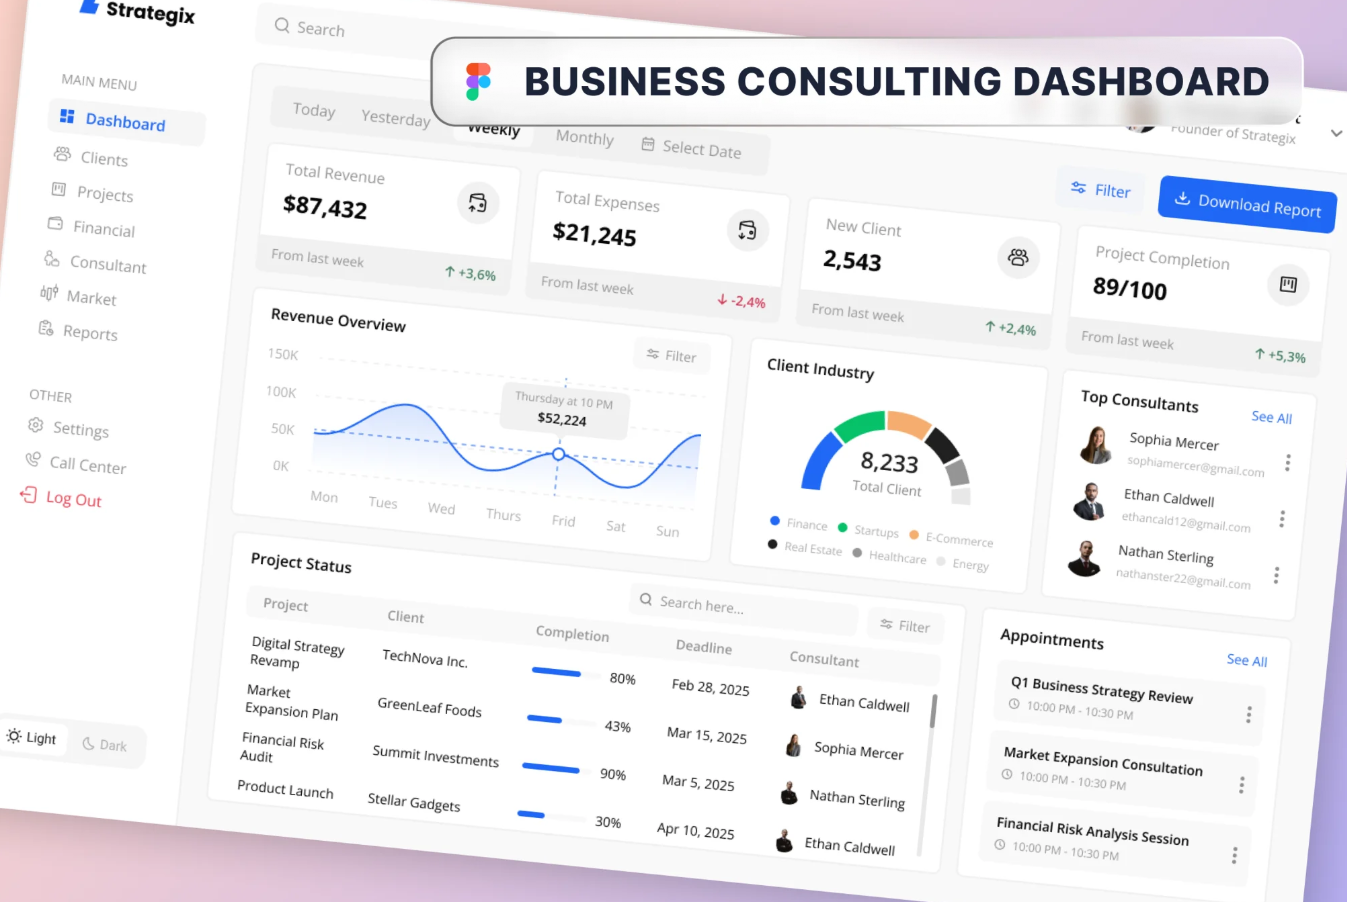 Strategix
Search
BUSINESS CONSULTING DASHBOARD
Founder of Strategix
MAIN MENU
Dashboard
Clients
Projects
Financial
Consultant
Market
Reports
OTHER
Settings
Call Center
Log Out
Light
Dark
Today
Yesterday
Weekly
Monthly
Select Date
Filter
Download Report
Total Revenue
$87,432
From last week
+3,6%
Total Expenses
$21,245
From last week
-2,4%
New Client
2,543
From last week
+2,4%
Project Completion
89/100
From last week
+5,3%
Revenue Overview
Filter
150K
100K
50K
0K
Thursday at 10 PM
$52,224
Mon
Tues
Wed
Thurs
Frid
Sat
Sun
Client Industry
8,233
Total Client
Finance
Startups
E-Commerce
Real Estate
Healthcare
Energy
Top Consultants
See All
Sophia Mercer
sophiamercer@gmail.com
Ethan Caldwell
ethancald12@gmail.com
Nathan Sterling
nathanster22@gmail.com
Project Status
Search here...
Filter
Project
Client
Completion
Deadline
Consultant
Digital Strategy
Revamp
TechNova Inc.
80%
Feb 28, 2025
Ethan Caldwell
Market
Expansion Plan
GreenLeaf Foods
43%
Mar 15, 2025
Sophia Mercer
Financial Risk
Audit
Summit Investments
90%
Mar 5, 2025
Nathan Sterling
Product Launch
Stellar Gadgets
30%
Apr 10, 2025
Ethan Caldwell
Appointments
See All
Q1 Business Strategy Review
10:00 PM - 10:30 PM
Market Expansion Consultation
10:00 PM - 10:30 PM
Financial Risk Analysis Session
10:00 PM - 10:30 PM